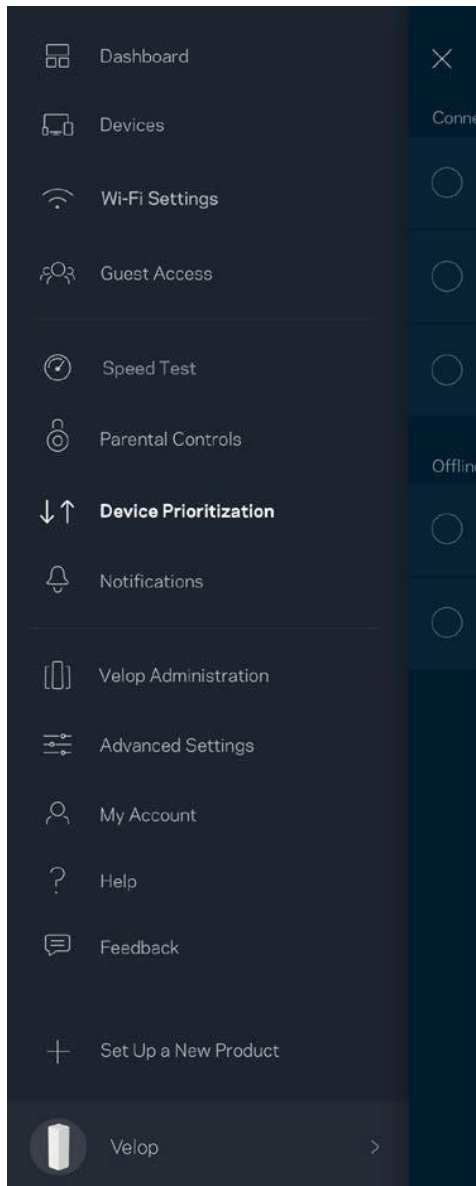 Dashboard
Devices
Wi-Fi Settings
Guest Access
Speed Test
Parental Controls
Device Prioritization
Notifications
Velop Administration
Advanced Settings
My Account
Help
Feedback
Set Up a New Product
Velop